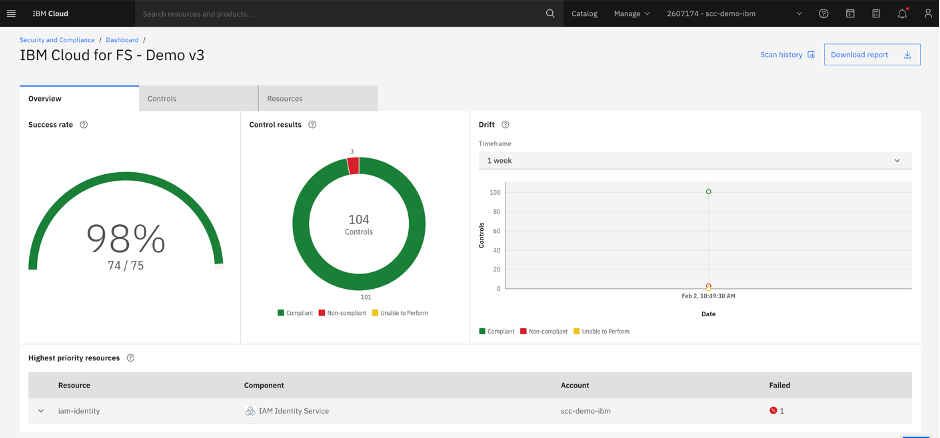 IBM Cloud
Search resources and products...
Catalog
Manage
2607174 - scc-demo-ibm
Security and Compliance / Dashboard /
IBM Cloud for FS - Demo v3
Scan history
Download report
Overview
Controls
Resources
Success rate
98%
74 / 75
Control results
3
104
Controls
101
Compliant
Non-compliant
Unable to Perform
Drift
Timeframe
1 week
Controls
100
80
60
40
20
0
Feb 2, 10:49:30 AM
Date
Compliant
Non-compliant
Unable to Perform
Highest priority resources
Resource Component Account Failed
iam-identity IAM Identity Service scc-demo-ibm 1